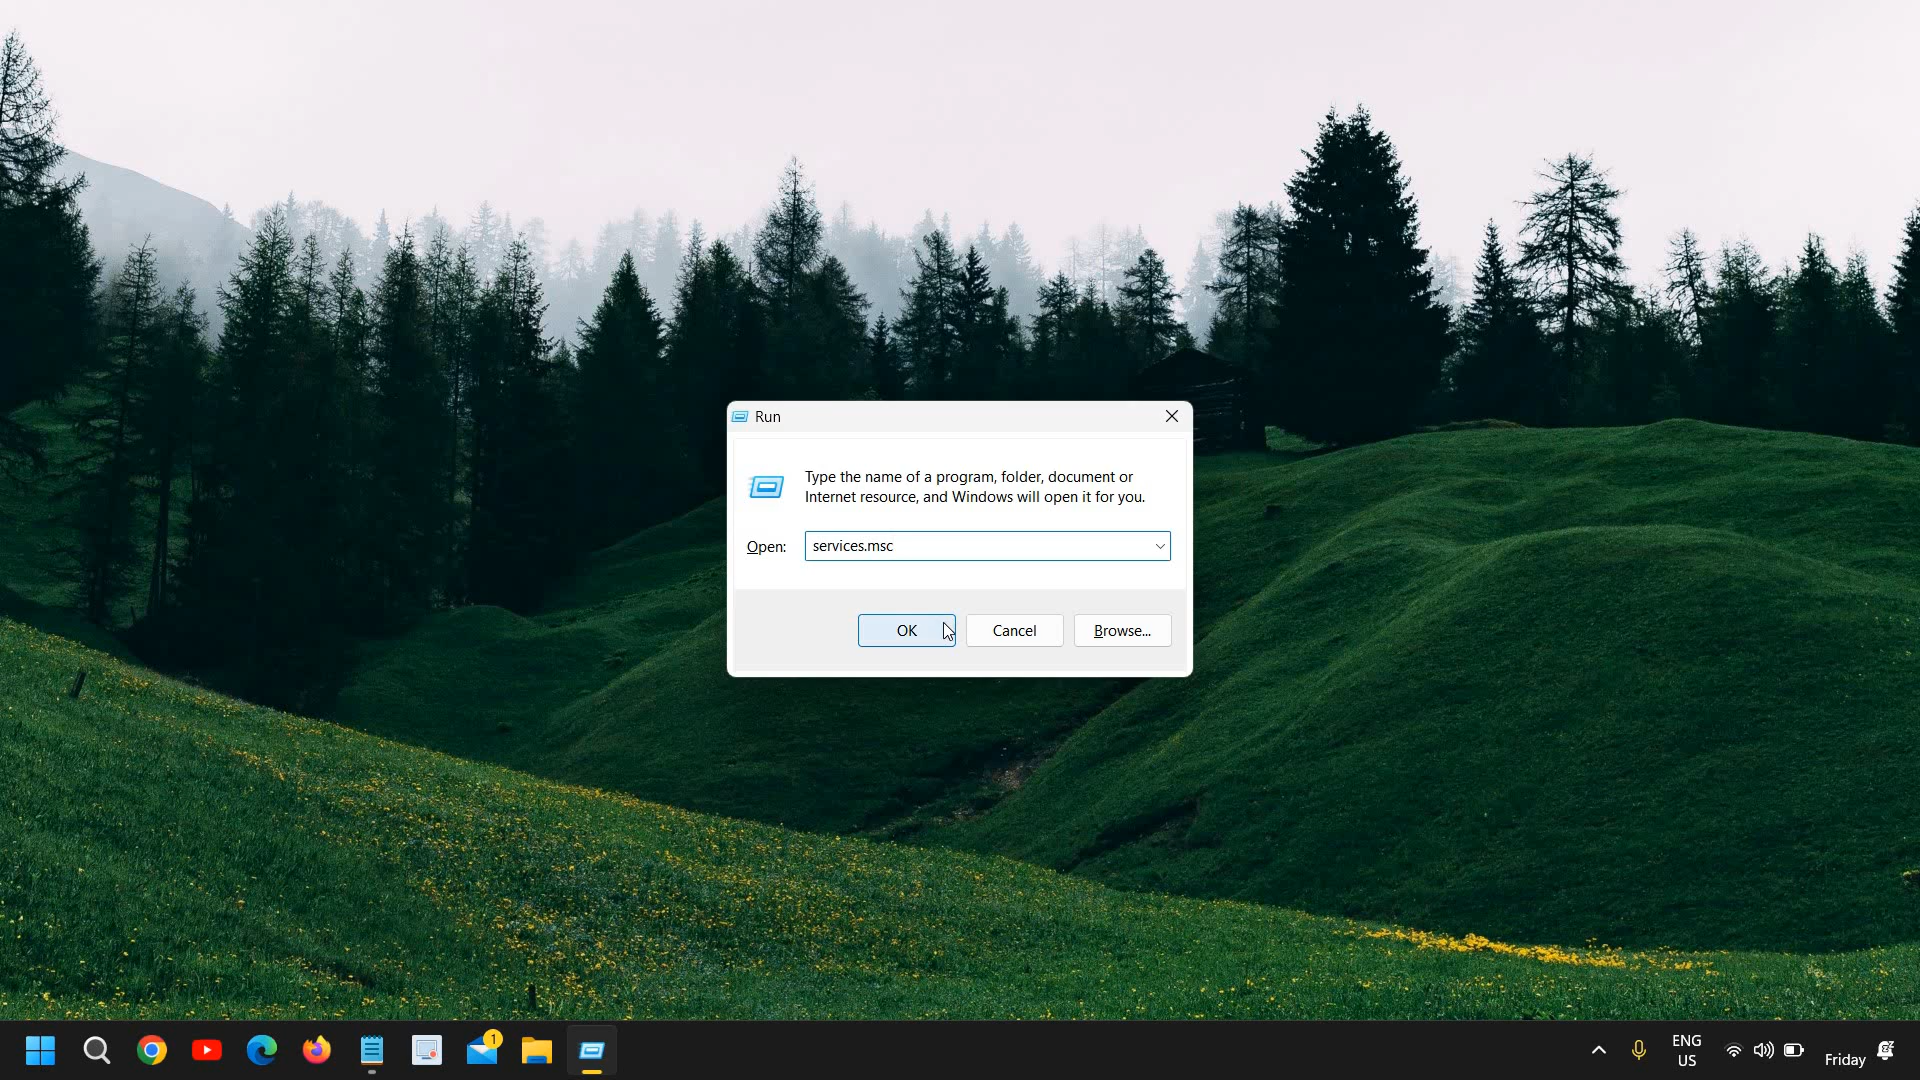 Run
Type the name of a program, folder, document or
Internet resource, and Windows will open it for you.
Open: services.msc
OK Cancel Browse...
1
ENG
US
Friday